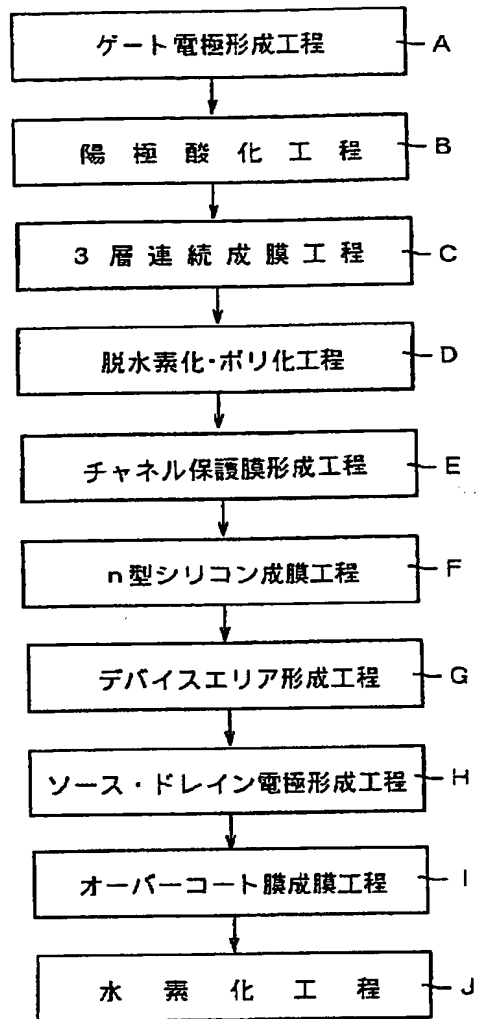 ゲート電極形成工程 A
陽極酸化工程 B
3層連続成膜工程 C
脱水素化・ポリ化工程 D
チャネル保護膜形成工程 E
n型シリコン成膜工程 F
デバイスエリア形成工程 G
ソース・ドレイン電極形成工程 H
オーバーコート膜成膜工程 I
水素化工程 J